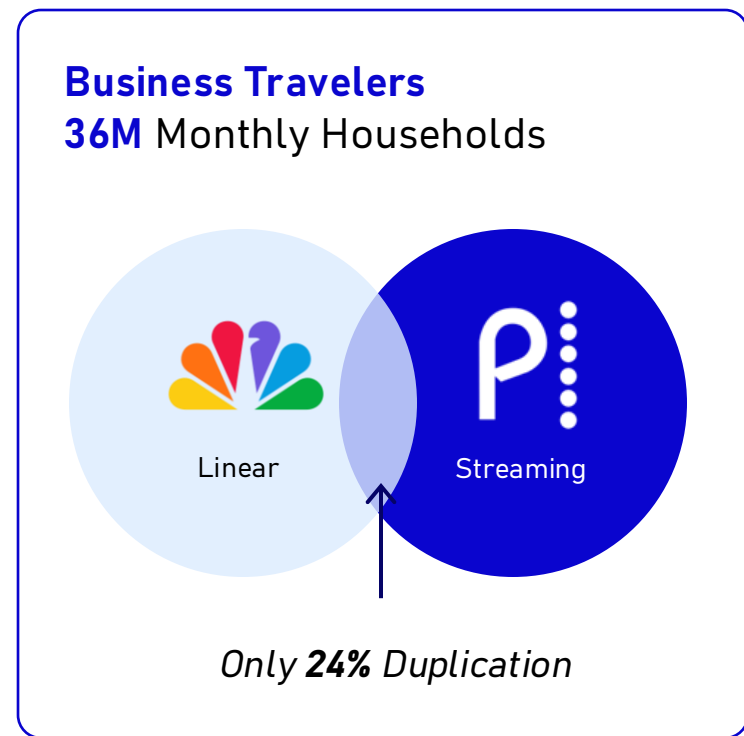 Business Travelers
36M Monthly Households
Linear
Streaming
Only 24% Duplication